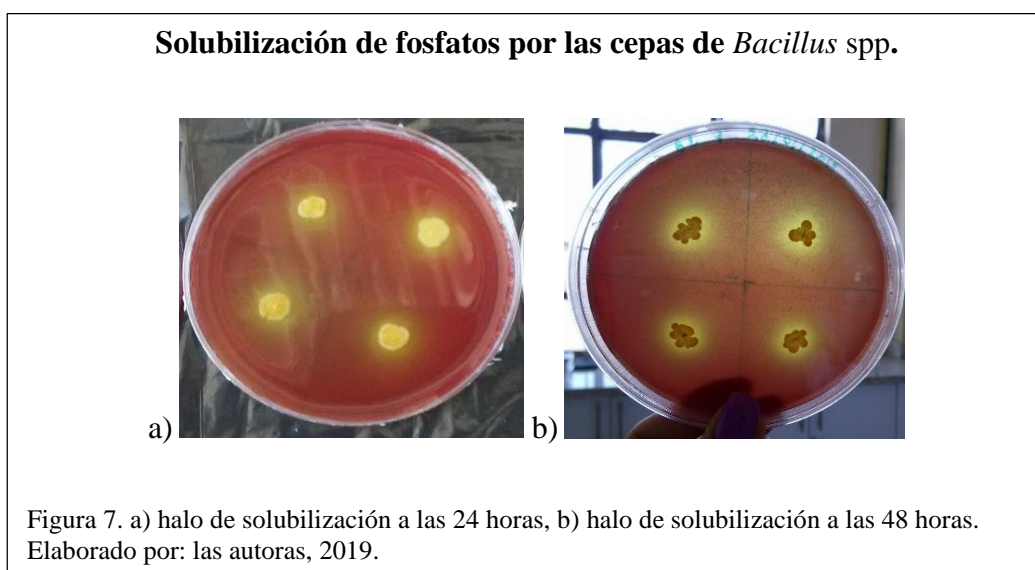 Solubilización de fosfatos por las cepas de Bacillus spp.
a)
b)
Figura 7. a) halo de solubilización a las 24 horas, b) halo de solubilización a las 48 horas.
Elaborado por: las autoras, 2019.